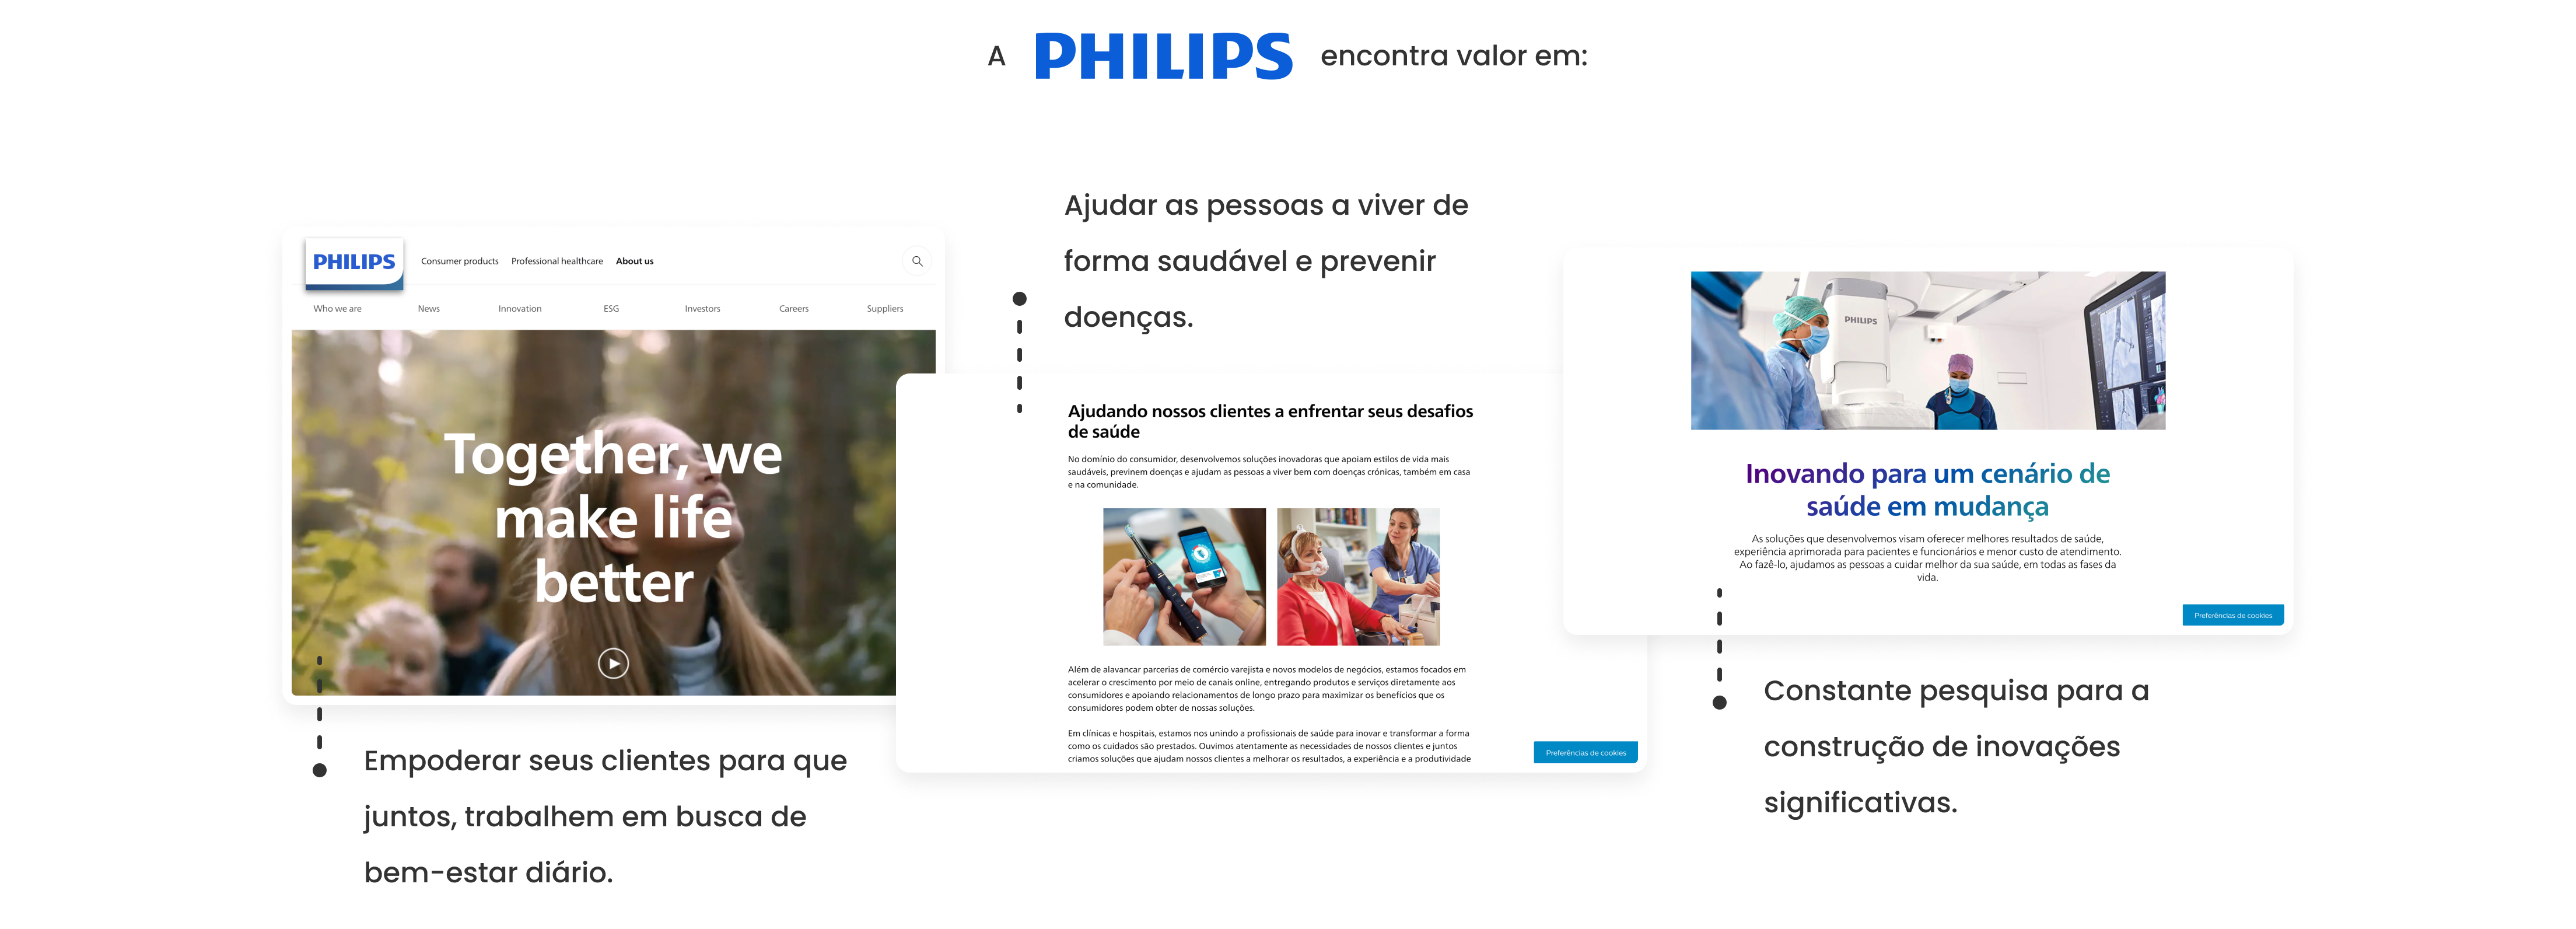 A PHILIPS encontra valor em:
PHILIPS
Consumer products Professional healthcare About us
Who we are News Innovation ESG Investors Careers Suppliers
Together, we
make life
better
Empoderar seus clientes para que
juntos, trabalhem em busca de
bem-estar diário.
Ajudar as pessoas a viver de
forma saudável e prevenir
doenças.
Ajudando nossos clientes a enfrentar seus desafios
de saúde
No domínio do consumidor, desenvolvemos soluções inovadoras que apoiam estilos de vida mais
saudáveis, previnem doenças e ajudam as pessoas a viver bem com doenças crónicas, também em casa
e na comunidade.
Além de alavancar parcerias de comércio varejista e novos modelos de negócios, estamos focados em
acelerar o crescimento por meio de canais online, entregando produtos e serviços diretamente aos
consumidores e apoiando relacionamentos de longo prazo para maximizar os benefícios que os
consumidores podem obter de nossas soluções.
Em clínicas e hospitais, estamos nos unindo a profissionais de saúde para inovar e transformar a forma
como os cuidados são prestados. Ouvimos atentamente as necessidades de nossos clientes e juntos
criamos soluções que ajudam nossos clientes a melhorar os resultados, a experiência e a produtividade
Preferências de cookies
PHILIPS
Inovando para um cenário de
saúde em mudança
As soluções que desenvolvemos visam oferecer melhores resultados de saúde,
experiência aprimorada para pacientes e funcionários e menor custo de atendimento.
Ao fazê-lo, ajudamos as pessoas a cuidar melhor da sua saúde, em todas as fases da
vida.
Preferências de cookies
Constante pesquisa para a
construção de inovações
significativas.